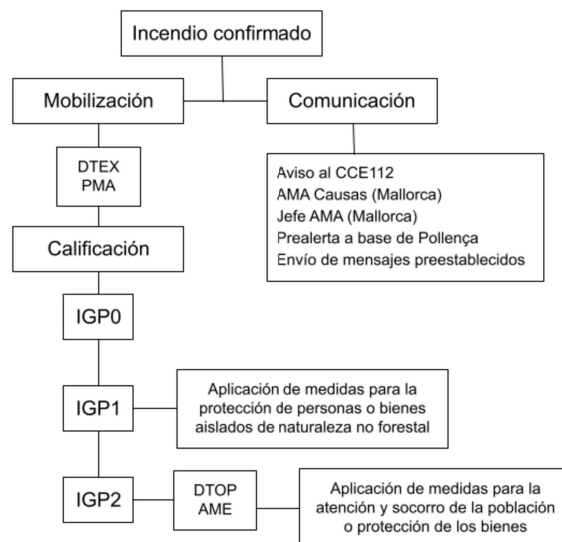 Incendio confirmado
Mobilización
Comunicación
DTEX
PMA
Aviso al CCE112
AMA Causas (Mallorca)
Jefe AMA (Mallorca)
Prealerta a base de Pollença
Envío de mensajes preestablecidos
Calificación
IGP0
IGP1
Aplicación de medidas para la
protección de personas o bienes
aislados de naturaleza no forestal
IGP2
DTOP
AME
Aplicación de medidas para la
atención y socorro de la población
o protección de los bienes